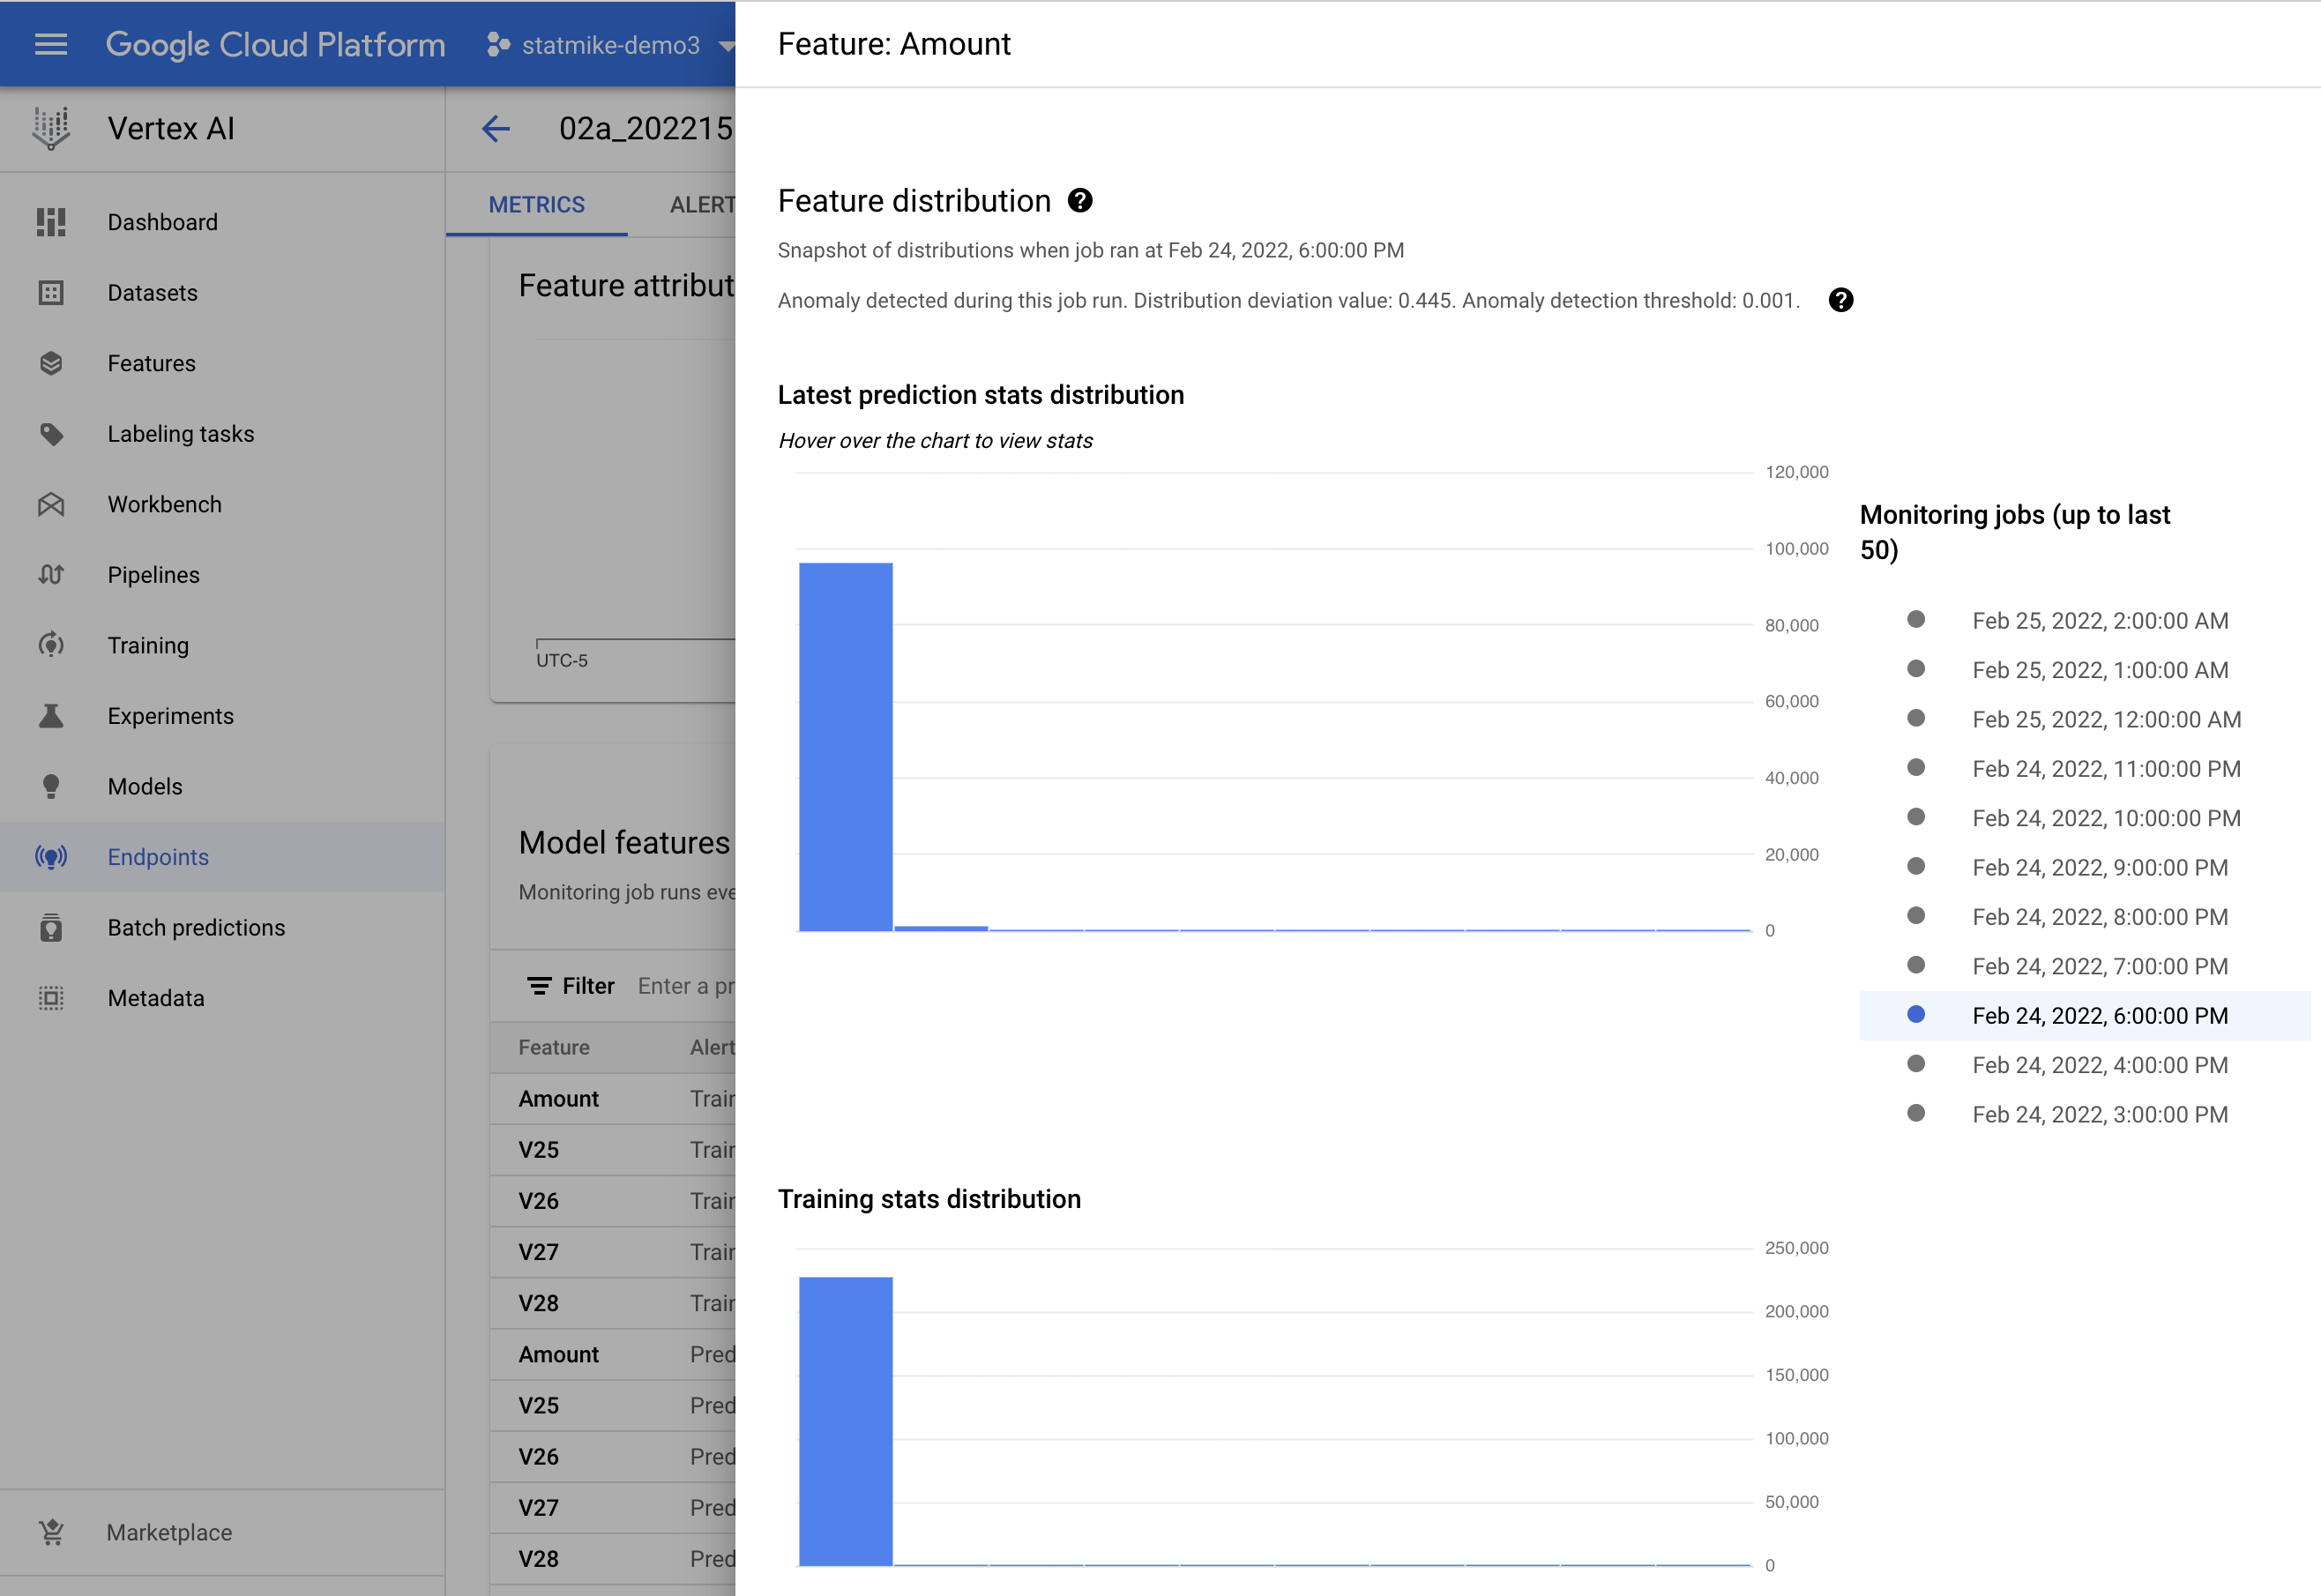 Google Cloud Platform
statmike-demo3
Vertex AI
Dashboard
Datasets
Features
Labeling tasks
Workbench
Pipelines
Training
Experiments
Models
Endpoints
Batch predictions
Metadata
Marketplace
02a_202215
METRICS
ALERT
Feature attribut
UTC-5
Model features
Monitoring job runs eve
Filter Enter a pr
Feature Alert
Amount Trair
V25 Trair
V26 Trair
V27 Trair
V28 Trair
Amount Pred
V25 Pred
V26 Pred
V27 Pred
V28 Pred
Feature: Amount
Feature distribution
Snapshot of distributions when job ran at Feb 24, 2022, 6:00:00 PM
Anomaly detected during this job run. Distribution deviation value: 0.445. Anomaly detection threshold: 0.001.
Latest prediction stats distribution
Hover over the chart to view stats
120,000
100,000
80,000
60,000
40,000
20,000
0
Monitoring jobs (up to last
50)
Feb 25, 2022, 2:00:00 AM
Feb 25, 2022, 1:00:00 AM
Feb 25, 2022, 12:00:00 AM
Feb 24, 2022, 11:00:00 PM
Feb 24, 2022, 10:00:00 PM
Feb 24, 2022, 9:00:00 PM
Feb 24, 2022, 8:00:00 PM
Feb 24, 2022, 7:00:00 PM
Feb 24, 2022, 6:00:00 PM
Feb 24, 2022, 4:00:00 PM
Feb 24, 2022, 3:00:00 PM
Training stats distribution
250,000
200,000
150,000
100,000
50,000
0